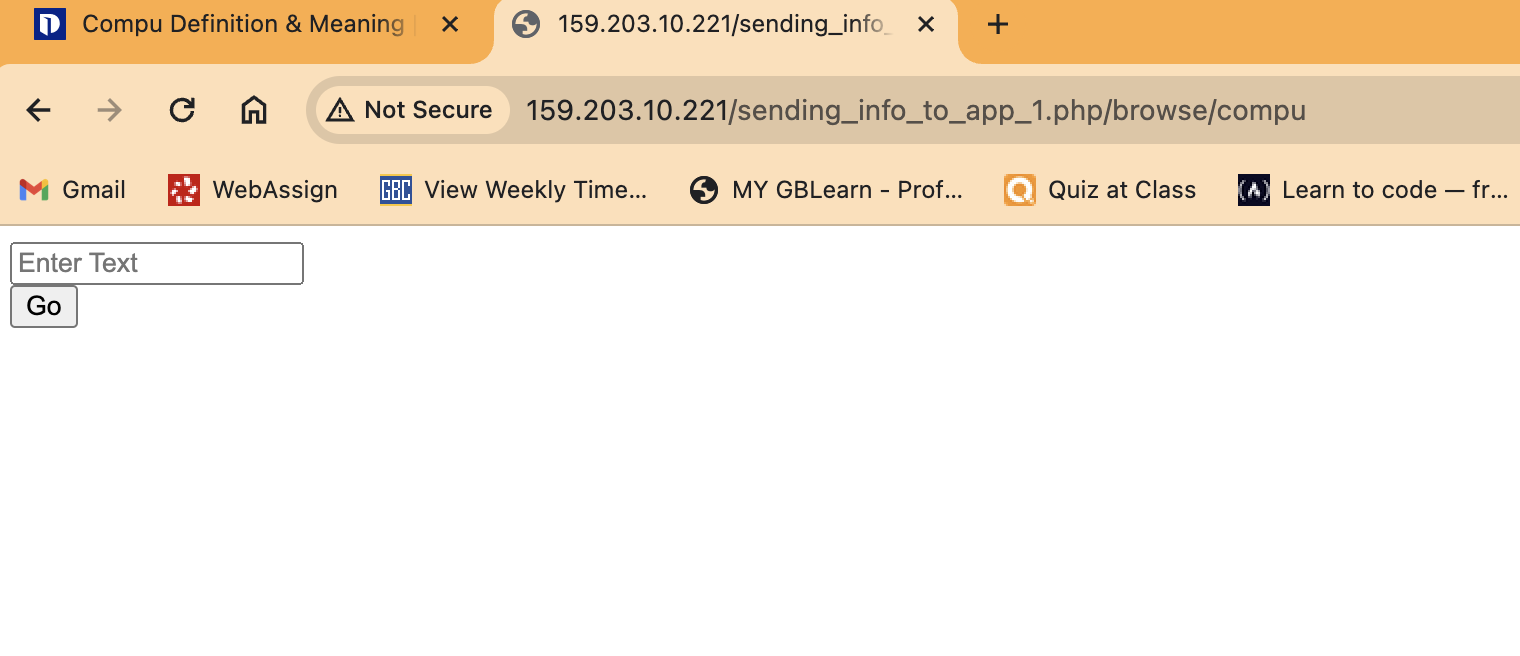 Compu Definition & Meaning
159.203.10.221/sending_info_
Not Secure
159.203.10.221/sending_info_to_app_1.php/browse/compu
Gmail
WebAssign
GBC
View Weekly Time...
MY GBLearn - Prof...
Quiz at Class
Learn to code — fr...
Enter Text
Go